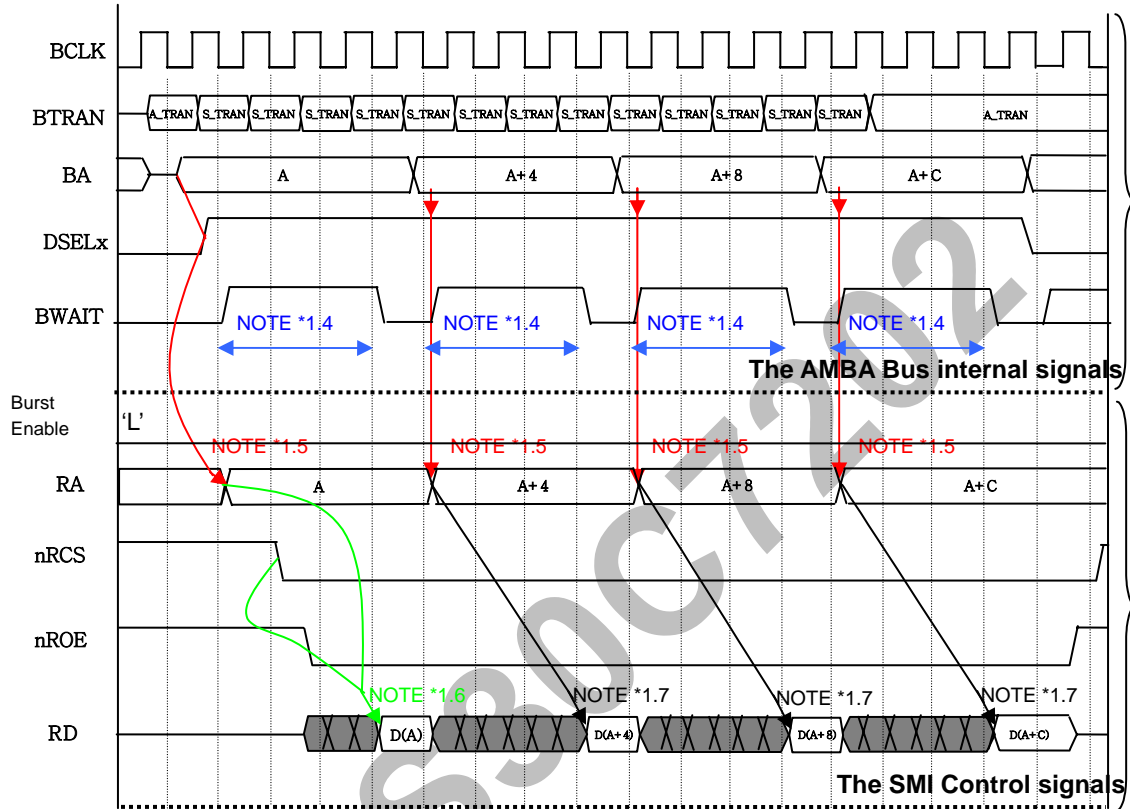 BCLK
BTRAN A_TRAN S_TRAN S_TRAN S_TRAN S_TRAN S_TRAN S_TRAN S_TRAN S_TRAN S_TRAN S_TRAN S_TRAN S_TRAN S_TRAN A_TRAN
BA A A+4 A+8 A+C
DSELx
BWAIT NOTE *1.4 NOTE *1.4 NOTE *1.4 NOTE *1.4
The AMBA Bus internal signals
Burst
Enable
'L'
NOTE *1.5 NOTE *1.5 NOTE *1.5 NOTE *1.5
RA A A+4 A+8 A+C
nRCS
nROE
NOTE *1.6 NOTE *1.7 NOTE *1.7 NOTE *1.7
RD D(A) D(A+4) D(A+8) D(A+C)
The SMI Control signals
S30C7202